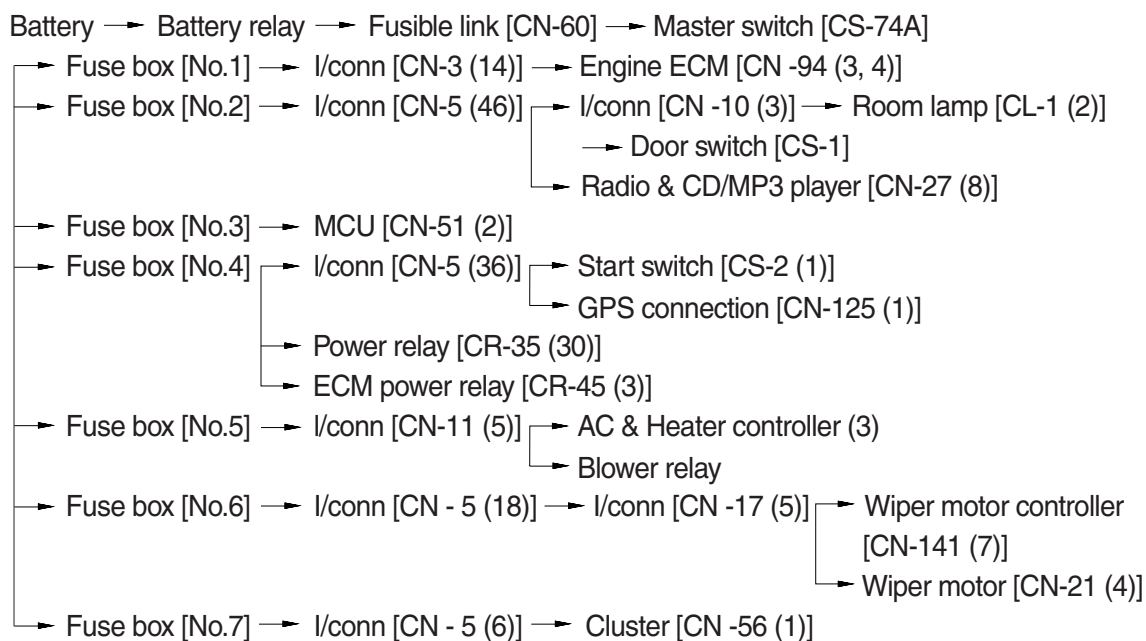 Battery → Battery relay → Fusible link [CN-60] → Master switch [CS-74A]
→ Fuse box [No.1] → I/conn [CN-3 (14)] → Engine ECM [CN -94 (3, 4)]
→ Fuse box [No.2] → I/conn [CN-5 (46)] → I/conn [CN -10 (3)] → Room lamp [CL-1 (2)]
→ Door switch [CS-1]
→ Radio & CD/MP3 player [CN-27 (8)]
→ Fuse box [No.3] → MCU [CN-51 (2)]
→ Fuse box [No.4] → I/conn [CN-5 (36)] → Start switch [CS-2 (1)]
→ GPS connection [CN-125 (1)]
→ Power relay [CR-35 (30)]
→ ECM power relay [CR-45 (3)]
→ Fuse box [No.5] → I/conn [CN-11 (5)] → AC & Heater controller (3)
→ Blower relay
→ Fuse box [No.6] → I/conn [CN - 5 (18)] → I/conn [CN -17 (5)] → Wiper motor controller
[CN-141 (7)]
→ Wiper motor [CN-21 (4)]
→ Fuse box [No.7] → I/conn [CN - 5 (6)] → Cluster [CN -56 (1)]